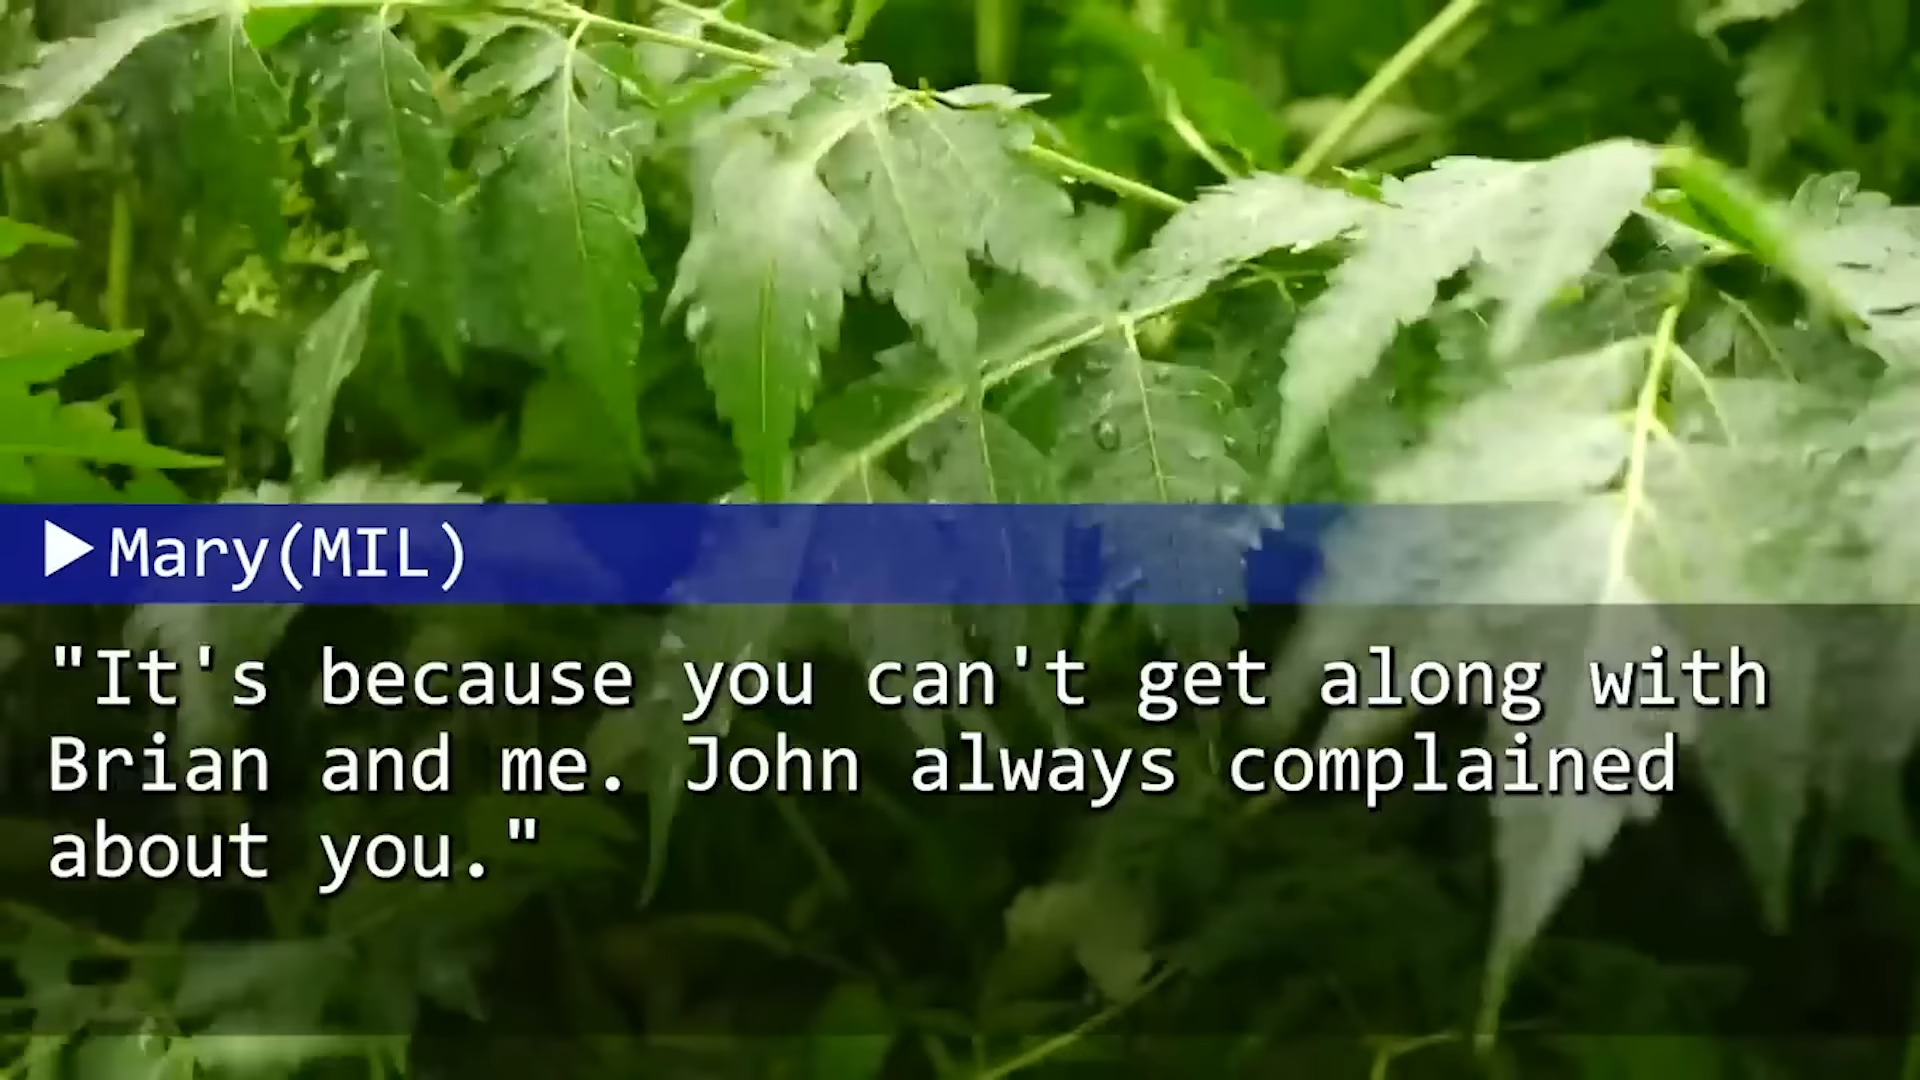 ▶Mary(MIL)
"It's because you can't get along with
Brian and me. John always complained
about you."